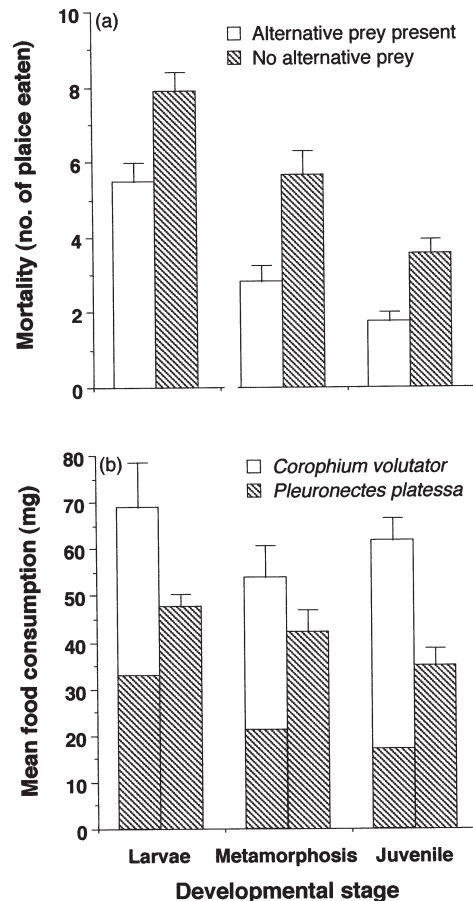 (a)
Alternative prey present
No alternative prey
Mortality (no. of plaice eaten)
10
8
6
4
2
0
(b)
Corophium volutator
Pleuronectes platessa
Mean food consumption (mg)
80
70
60
50
40
30
20
10
0
Larvae Metamorphosis Juvenile
Developmental stage